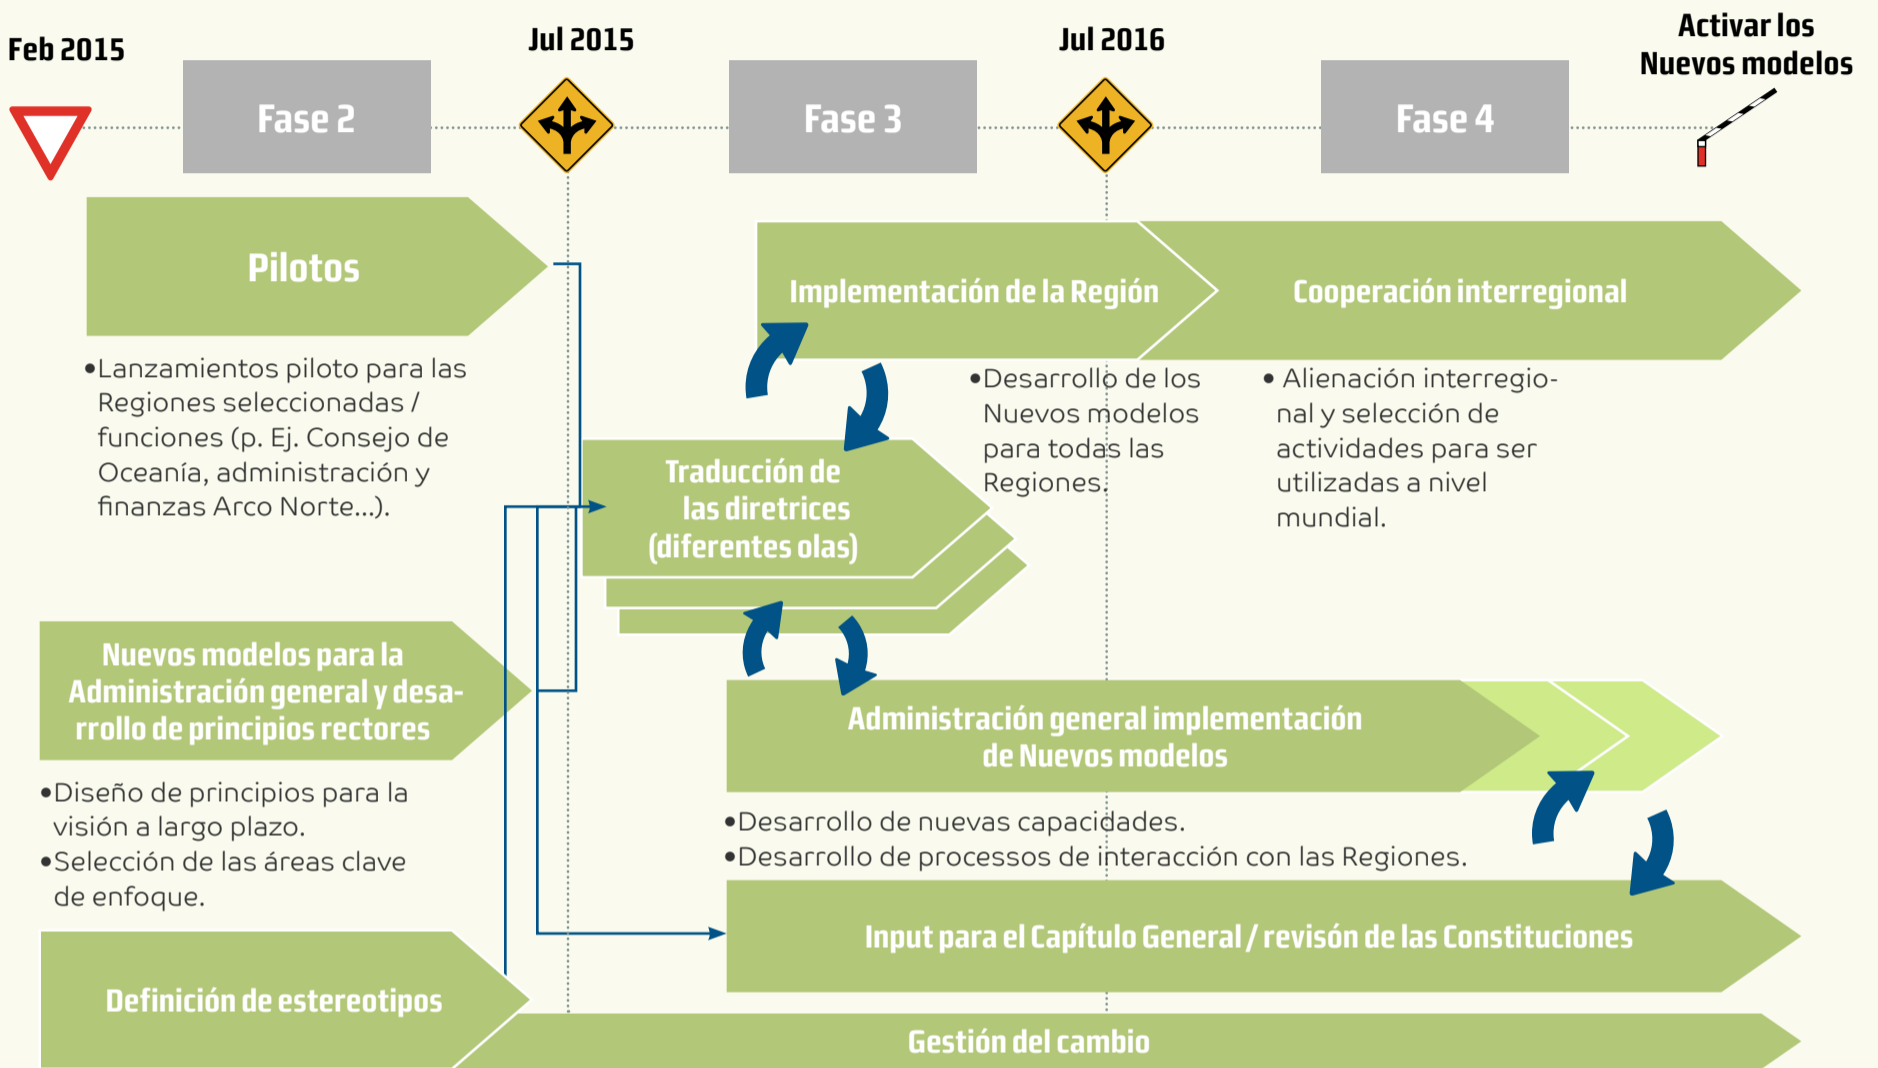 Feb 2015
Jul 2015
Jul 2016
Activar los
Nuevos modelos
Fase 2
Fase 3
Fase 4
Pilotos
•Lanzamientos piloto para las
Regiones seleccionadas /
funciones (p. Ej. Consejo de
Oceanía, administración y
finanzas Arco Norte...).
Implementación de la Región
Cooperación interregional
•Desarrollo de los
Nuevos modelos
para todas las
Regiones.
• Alienación interregio-
nal y selección de
actividades para ser
utilizadas a nivel
mundial.
Traducción de
las diretrices
(diferentes olas)
Nuevos modelos para la
Administración general y desa-
rrollo de principios rectores
•Diseño de principios para la
visión a largo plazo.
•Selección de las áreas clave
de enfoque.
Administración general implementación
de Nuevos modelos
•Desarrollo de nuevas capacidades.
•Desarrollo de processos de interacción con las Regiones.
Input para el Capítulo General / revisón de las Constituciones
Definición de estereotipos
Gestión del cambio